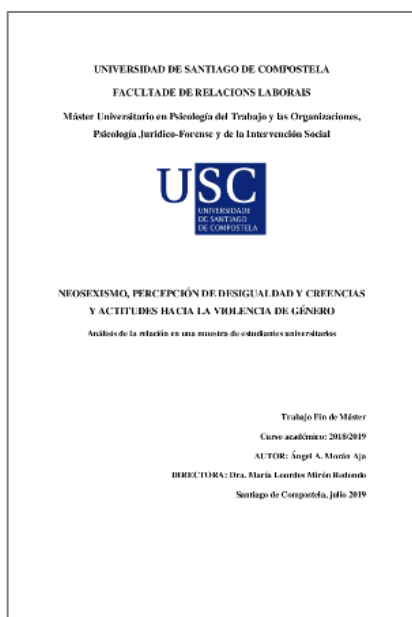 UNIVERSIDAD DE SANTIAGO DE COMPOSTELA
FACULTADE DE RELACIONS LABORAIS
Máster Universitario en Psicología del Trabajo y las Organizaciones,
Psicología Jurídico-Forense y de la Intervención Social
USC
UNIVERSIDADE
DE SANTIAGO
DE COMPOSTELA
NEOSEXISMO, PERCEPCIÓN DE DESIGUALDAD Y CREENCIAS
Y ACTITUDES HACIA LA VIOLENCIA DE GÉNERO
Análisis de la relación en una muestra de estudiantes universitarios
Trabajo Fin de Máster
Curso académico: 2018/2019
AUTOR: Ángel A. Morán Aja
DIRECTORA: Dra. María Lourdes Mirón Redondo
Santiago de Compostela, julio 2019